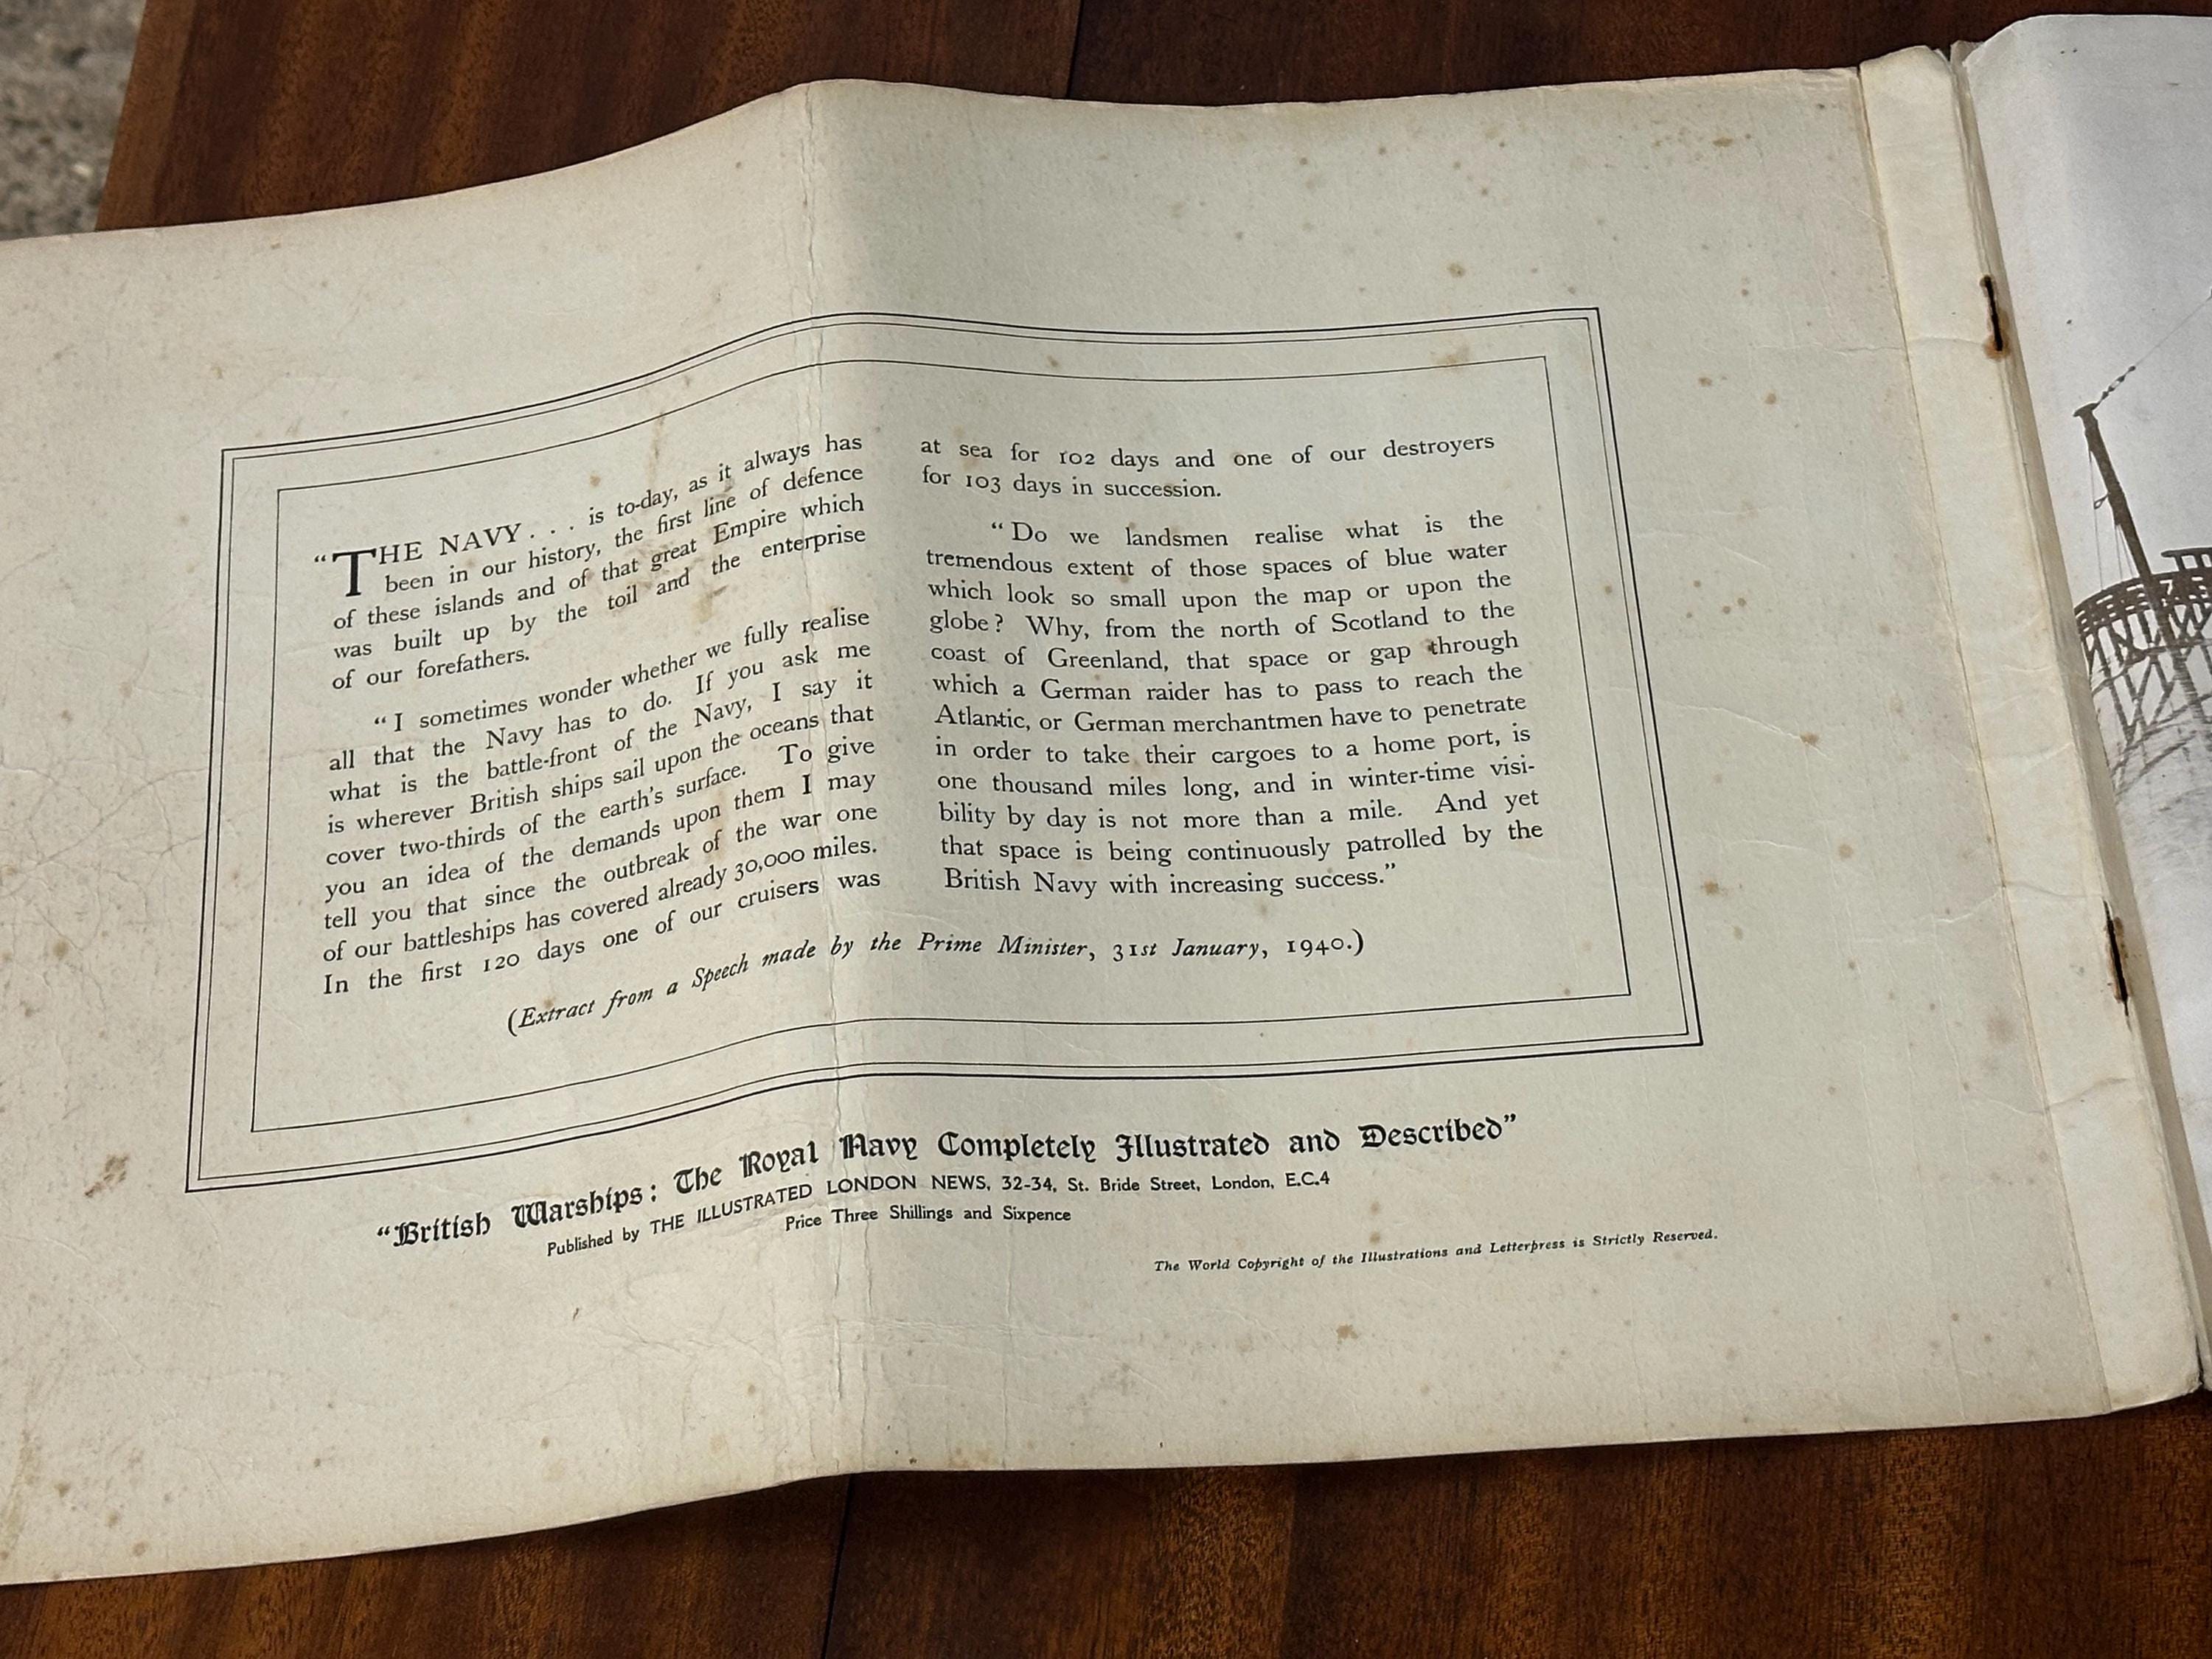 “THE NAVY . . . is to-day, as it always has
been in our history, the first line of defence
of these islands and of that great Empire which
was built up by the toil and the enterprise
of our forefathers.
“I sometimes wonder whether we fully realise
all that the Navy has to do. If you ask me
what is the battle-front of the Navy, I say it
is wherever British ships sail upon the oceans that
cover two-thirds of the earth’s surface. To give
you an idea of the demands upon them I may
tell you that since the outbreak of the war one
of our battleships has covered already 30,000 miles.
In the first 120 days one of our cruisers was
at sea for 102 days and one of our destroyers
for 103 days in succession.
“Do we landsmen realise what is the
tremendous extent of those spaces of blue water
which look so small upon the map or upon the
globe? Why, from the north of Scotland to the
coast of Greenland, that space or gap through
which a German raider has to pass to reach the
Atlantic, or German merchantmen have to penetrate
in order to take their cargoes to a home port, is
one thousand miles long, and in winter-time visi-
bility by day is not more than a mile. And yet
that space is being continuously patrolled by the
British Navy with increasing success.”
(Extract from a Speech made by the Prime Minister, 31st January, 1940.)
“British Warships: The Royal Navy Completely Illustrated and Described”
Published by THE ILLUSTRATED LONDON NEWS, 32-34, St. Bride Street, London, E.C.4
Price Three Shillings and Sixpence
The World Copyright of the Illustrations and Letterpress is Strictly Reserved.